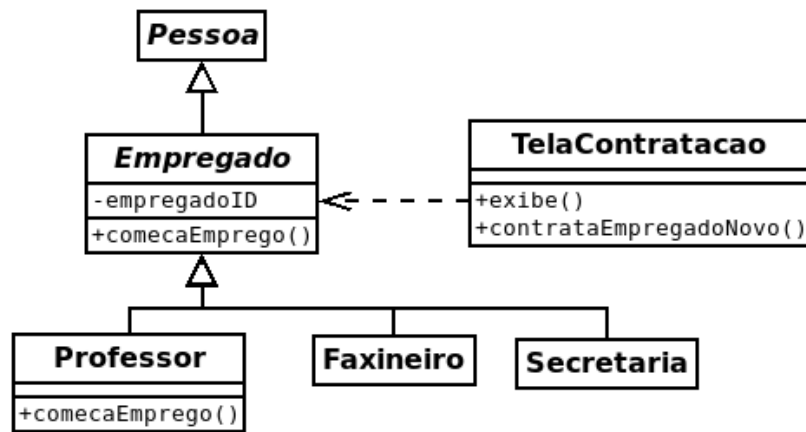 Pessoa
Empregado
-empregadoID
+comecaEmprego()
TelaContratacao
+exibe()
+contrataEmpregadoNovo()
Professor
+comecaEmprego()
Faxineiro
Secretaria